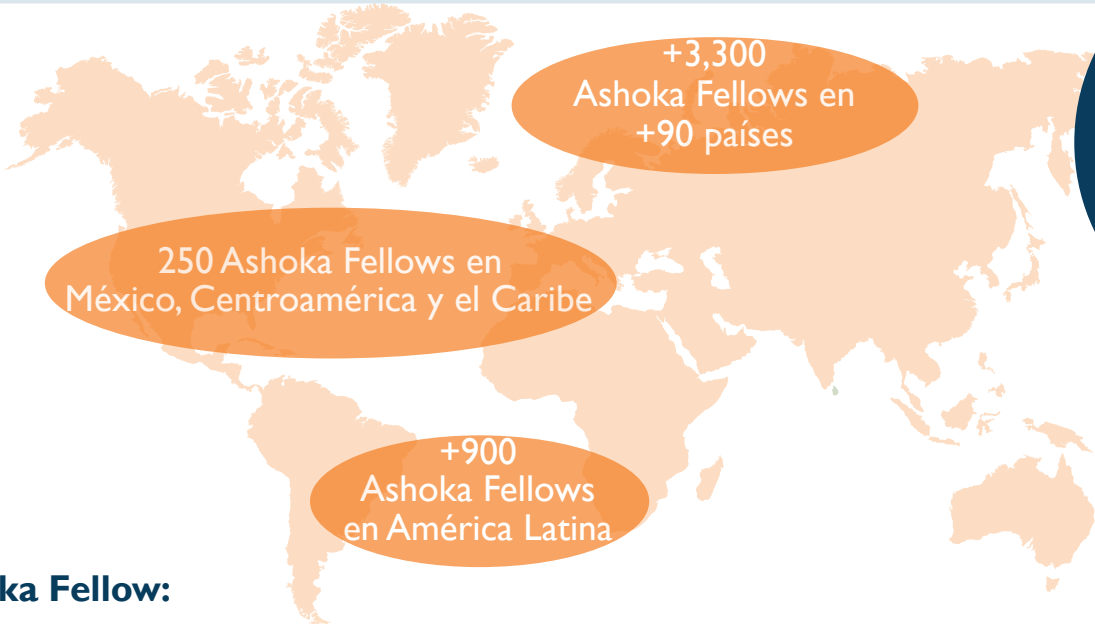 +3,300
Ashoka Fellows en
+90 países
250 Ashoka Fellows en
México, Centroamérica y el Caribe
+900
Ashoka Fellows
en América Latina
ka Fellow: